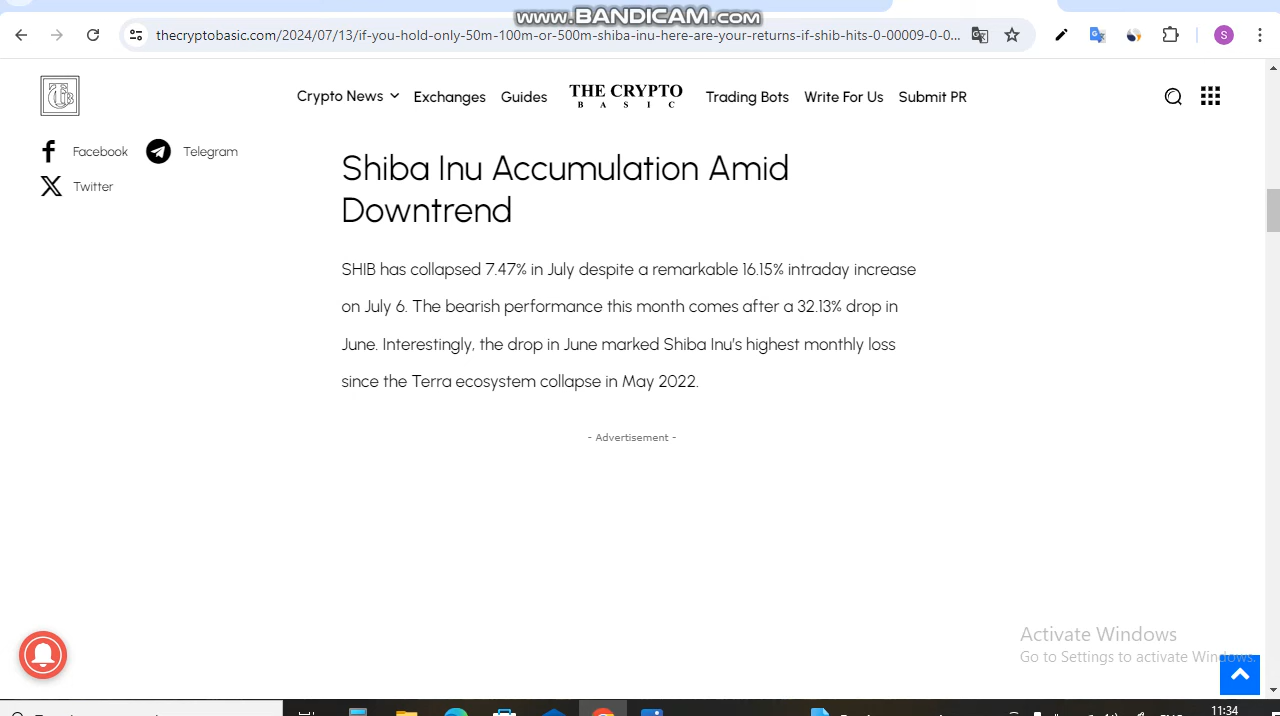 www.BANDICAM.com
thecryptobasic.com/2024/07/13/if-you-hold-only-50m-100m-or-500m-shiba-inu-here-are-your-returns-if-shib-hits-0-00009-0-0...
S
Crypto News
Exchanges
Guides
THE CRYPTO
BASIC
Trading Bots
Write For Us
Submit PR
Facebook
Telegram
Twitter
Shiba Inu Accumulation Amid
Downtrend
SHIB has collapsed 7.47% in July despite a remarkable 16.15% intraday increase
on July 6. The bearish performance this month comes after a 32.13% drop in
June. Interestingly, the drop in June marked Shiba Inu's highest monthly loss
since the Terra ecosystem collapse in May 2022.
- Advertisement -
Activate Windows
Go to Settings to activate Windows.
11:34